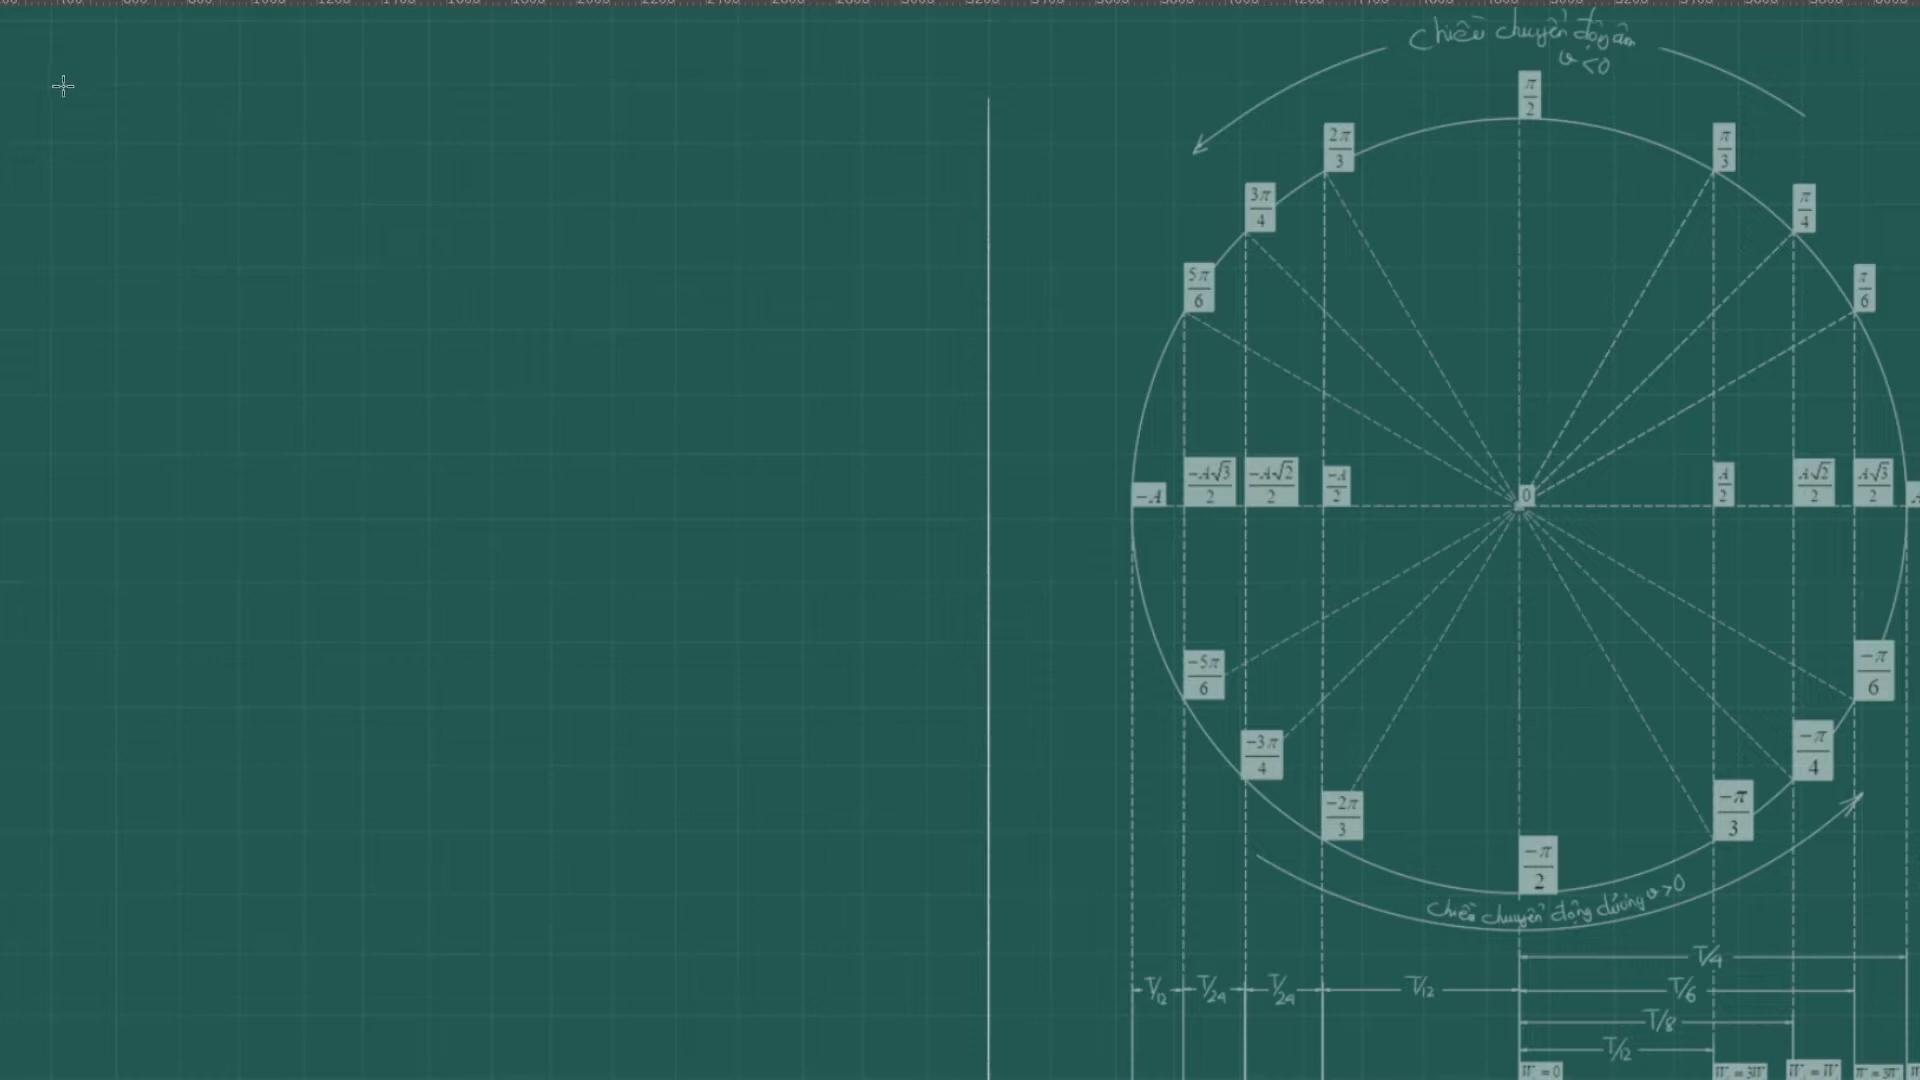 Chiều chuyển động âm
v < 0
π/2
2π/3
π/3
3π/4
π/4
5π/6
π/6
-A
-A√3/2
-A√2/2
-A/2
0
A/2
A√2/2
A√3/2
-5π/6
-π/6
-3π/4
-π/4
-2π/3
-π/3
-π/2
Chiều chuyển động dương v > 0
T/4
T/12
T/24
T/24
T/12
T/6
T/8
T/12